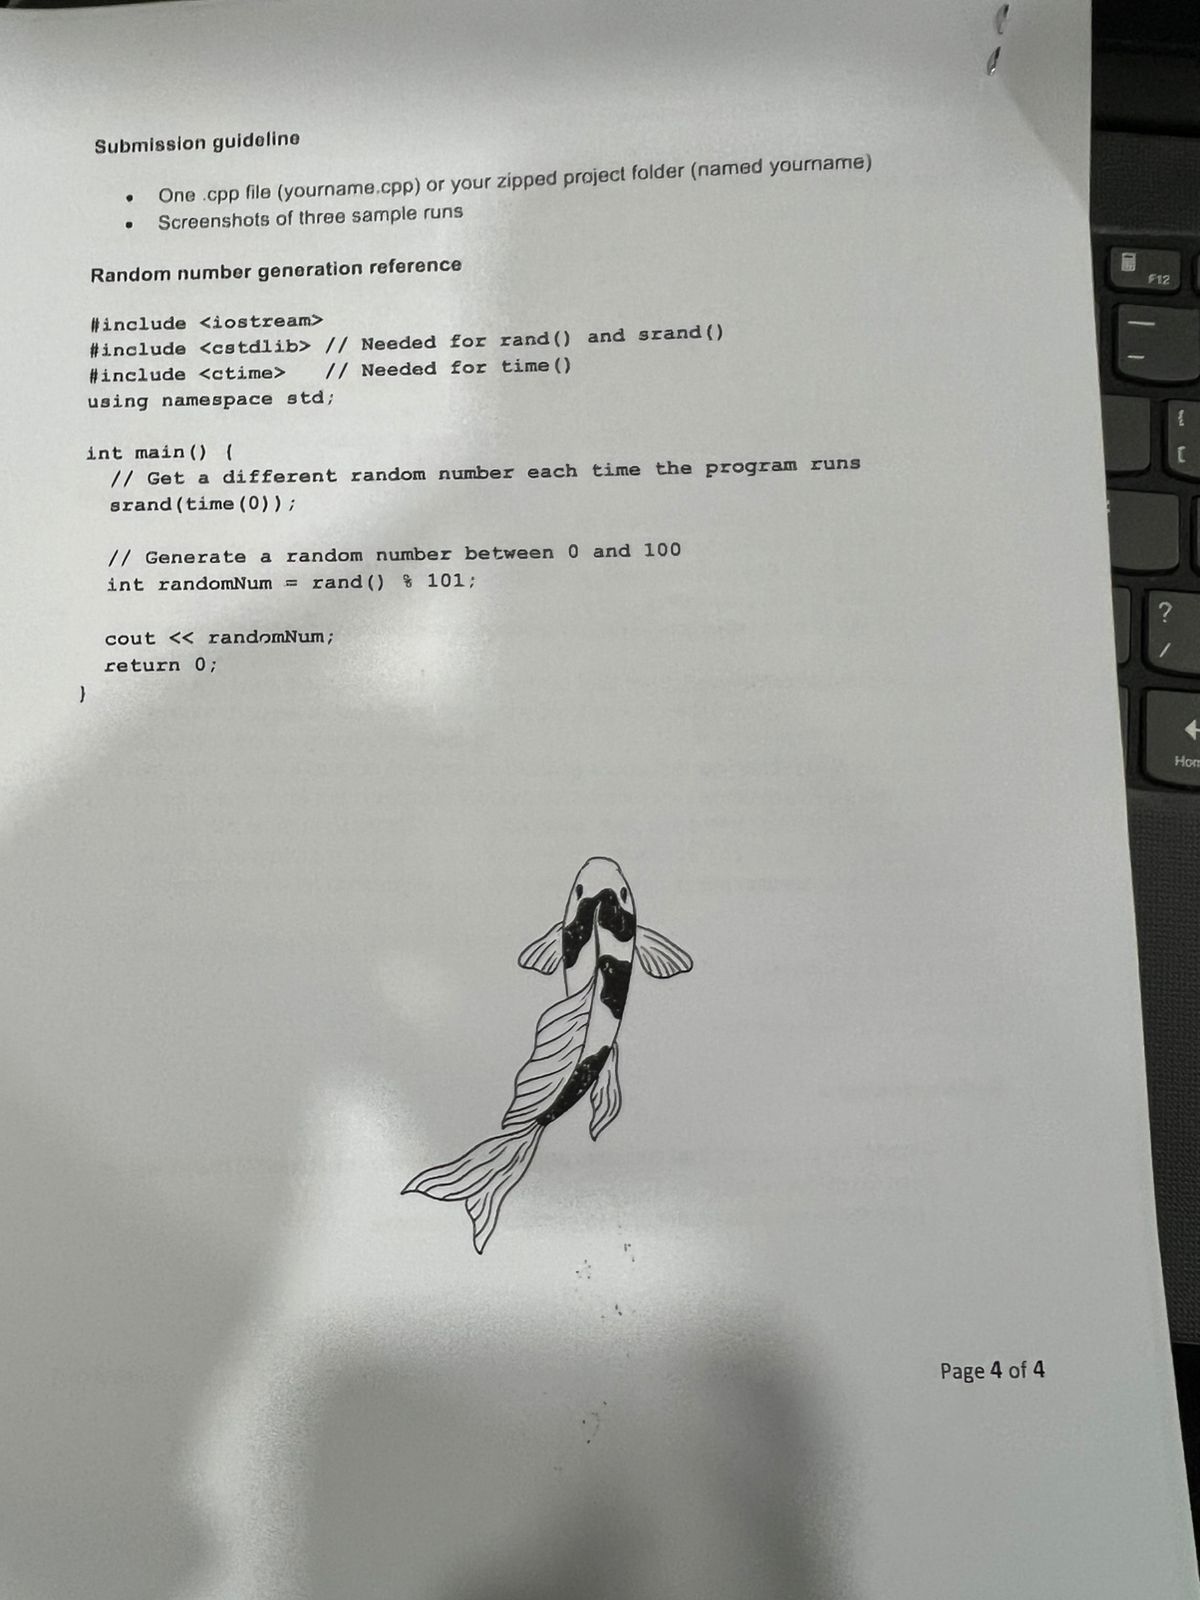 Submission guideline
• One .cpp file (yourname.cpp) or your zipped project folder (named yourname)
• Screenshots of three sample runs
Random number generation reference
#include <iostream>
#include <cstdlib> // Needed for rand() and srand()
#include <ctime>   // Needed for time()
using namespace std;
int main() {
  // Get a different random number each time the program runs
  srand(time(0));
  // Generate a random number between 0 and 100
  int randomNum = rand() % 101;
  cout << randomNum;
  return 0;
}
Page 4 of 4
F12
{
[
?
/